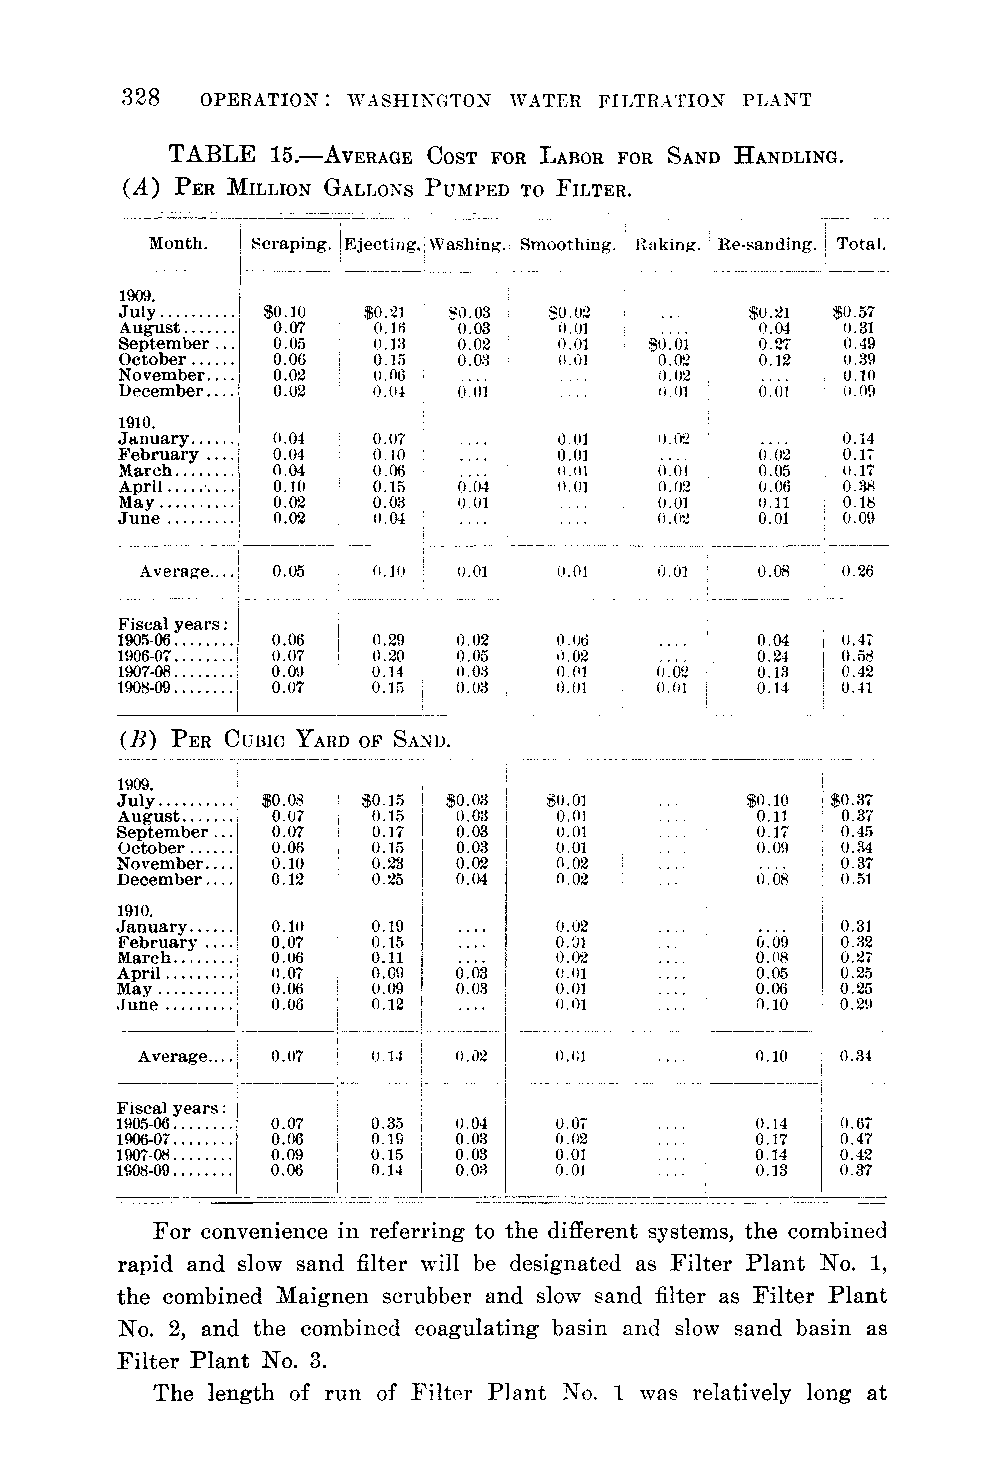 328 OPERATION: WASHINGTON WATER FILTRATION PLANT
TABLE 15.—AVERAGE COST FOR LABOR FOR SAND HANDLING.
(A) PER MILLION GALLONS PUMPED TO FILTER.
Month. Scraping. Ejecting. Washing. Smoothing. Raking. Re-sanding. Total.
1909.
July.......... $0.10 $0.21 $0.03 $0.02 .... $0.21 $0.57
August....... 0.07 0.16 0.03 0.01 .... 0.04 0.31
September ... 0.05 0.13 0.02 0.01 $0.01 0.27 0.49
October ...... 0.06 0.15 0.03 0.01 0.02 0.12 0.39
November.... 0.02 0.06 .... .... 0.02 .... 0.10
December.... 0.02 0.04 0.01 .... 0.01 0.01 0.09
1910.
January...... 0.04 0.07 .... 0.01 0.02 .... 0.14
February .... 0.04 0.10 .... 0.01 .... 0.02 0.17
March........ 0.04 0.06 .... 0.01 0.01 0.05 0.17
April.......... 0.10 0.15 0.04 0.01 0.02 0.06 0.38
May.......... 0.02 0.03 0.01 .... 0.01 0.11 0.18
June ......... 0.02 0.04 .... .... 0.02 0.01 0.09
Average.... 0.05 0.10 0.01 0.01 0.01 0.08 0.26
Fiscal years:
1905-06........ 0.06 0.29 0.02 0.06 .... 0.04 0.47
1906-07........ 0.07 0.20 0.05 0.02 .... 0.24 0.58
1907-08........ 0.09 0.14 0.03 0.01 0.02 0.13 0.42
1908-09........ 0.07 0.15 0.03 0.01 0.01 0.14 0.41
(B) PER CUBIC YARD OF SAND.
1909.
July.......... $0.08 $0.15 $0.03 $0.01 .... $0.10 $0.37
August....... 0.07 0.15 0.03 0.01 .... 0.11 0.37
September ... 0.07 0.17 0.03 0.01 .... 0.17 0.45
October ...... 0.06 0.15 0.03 0.01 .... 0.09 0.34
November.... 0.10 0.23 0.02 0.02 .... .... 0.37
December.... 0.12 0.25 0.04 0.02 .... 0.08 0.51
1910.
January...... 0.10 0.19 .... 0.02 .... .... 0.31
February .... 0.07 0.15 .... 0.01 .... 0.09 0.32
March........ 0.06 0.11 .... 0.02 .... 0.08 0.27
April.......... 0.07 0.09 0.03 0.01 .... 0.05 0.25
May .......... 0.06 0.09 0.03 0.01 .... 0.06 0.25
June ......... 0.06 0.12 .... 0.01 .... 0.10 0.29
Average.... 0.07 0.14 0.02 0.01 .... 0.10 0.34
Fiscal years:
1905-06........ 0.07 0.35 0.04 0.07 .... 0.14 0.67
1906-07........ 0.06 0.19 0.03 0.02 .... 0.17 0.47
1907-08........ 0.09 0.15 0.03 0.01 .... 0.14 0.42
1908-09........ 0.06 0.14 0.03 0.01 .... 0.13 0.37
For convenience in referring to the different systems, the combined
rapid and slow sand filter will be designated as Filter Plant No. 1,
the combined Maignen scrubber and slow sand filter as Filter Plant
No. 2, and the combined coagulating basin and slow sand basin as
Filter Plant No. 3.
The length of run of Filter Plant No. 1 was relatively long at